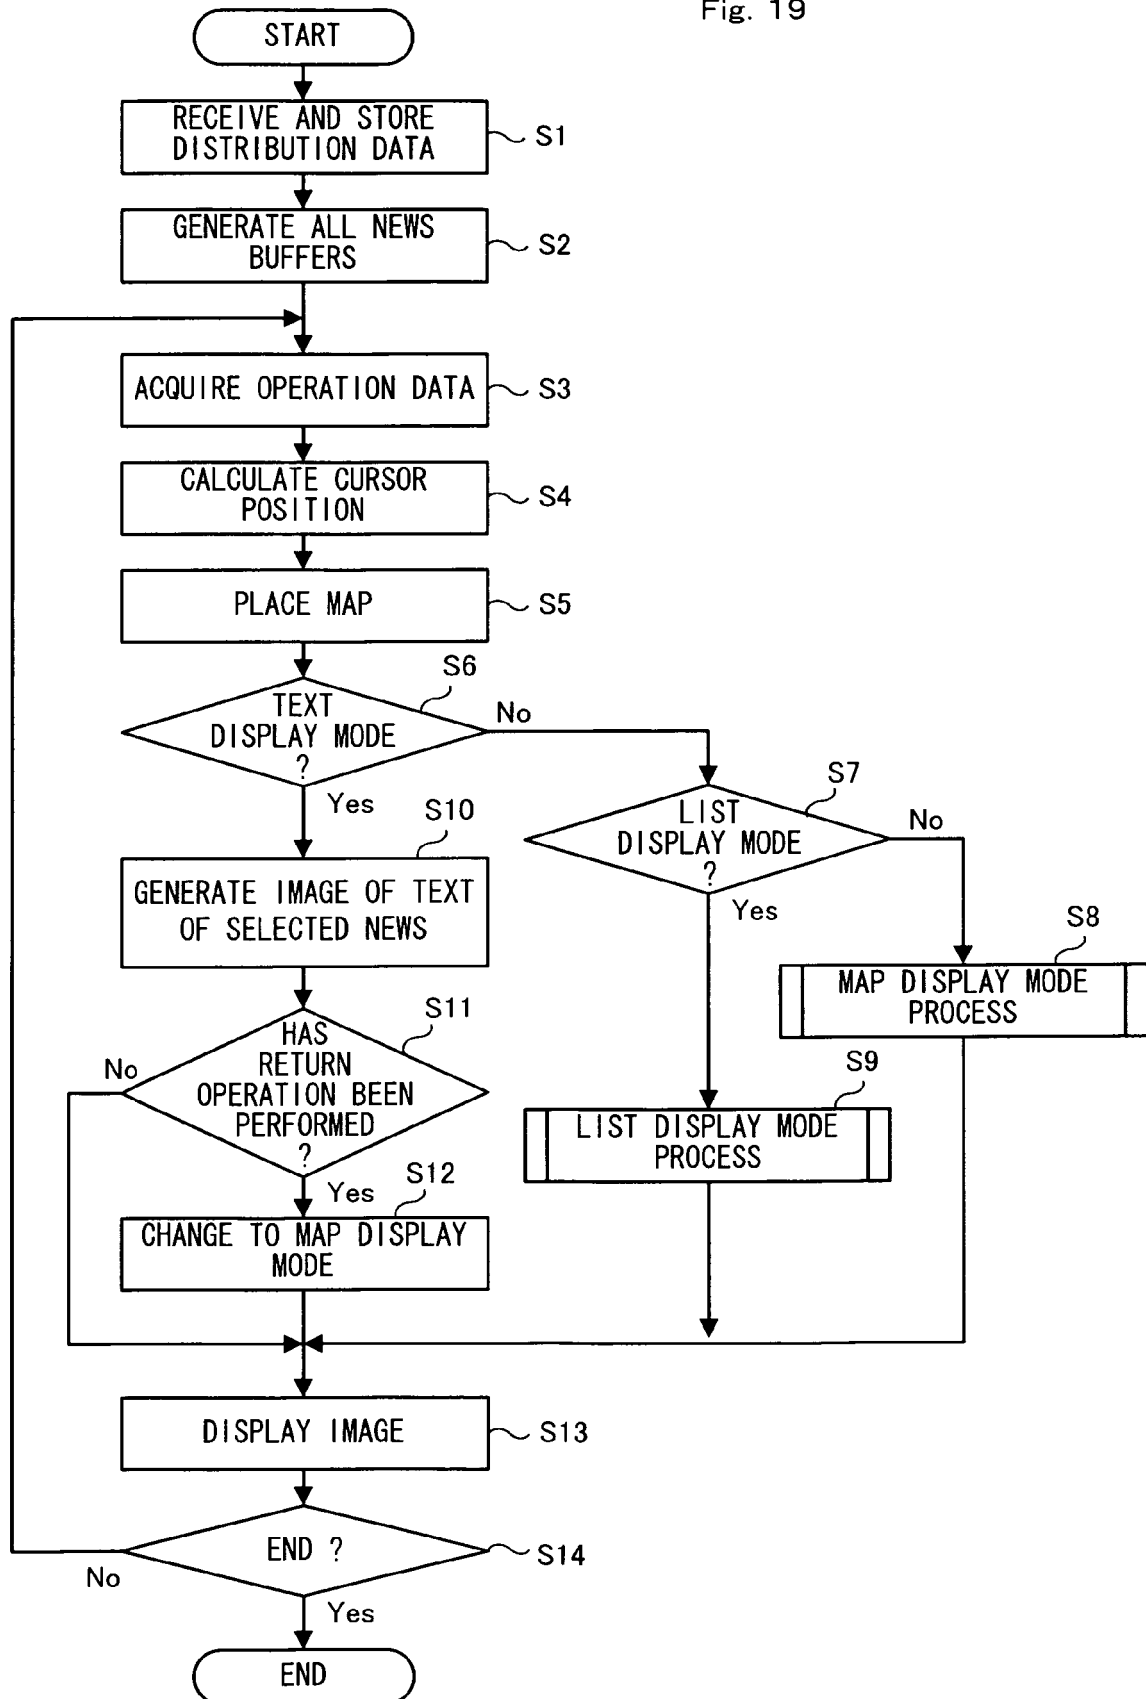 Fig. 19
START
RECEIVE AND STORE
DISTRIBUTION DATA
S1
GENERATE ALL NEWS
BUFFERS
S2
ACQUIRE OPERATION DATA
S3
CALCULATE CURSOR
POSITION
S4
PLACE MAP
S5
S6
TEXT
DISPLAY MODE
?
No
Yes
S7
LIST
DISPLAY MODE
?
No
Yes
S10
GENERATE IMAGE OF TEXT
OF SELECTED NEWS
S8
MAP DISPLAY MODE
PROCESS
S11
HAS
RETURN
OPERATION BEEN
PERFORMED
?
No
Yes
S9
LIST DISPLAY MODE
PROCESS
S12
CHANGE TO MAP DISPLAY
MODE
DISPLAY IMAGE
S13
END ?
S14
No
Yes
END